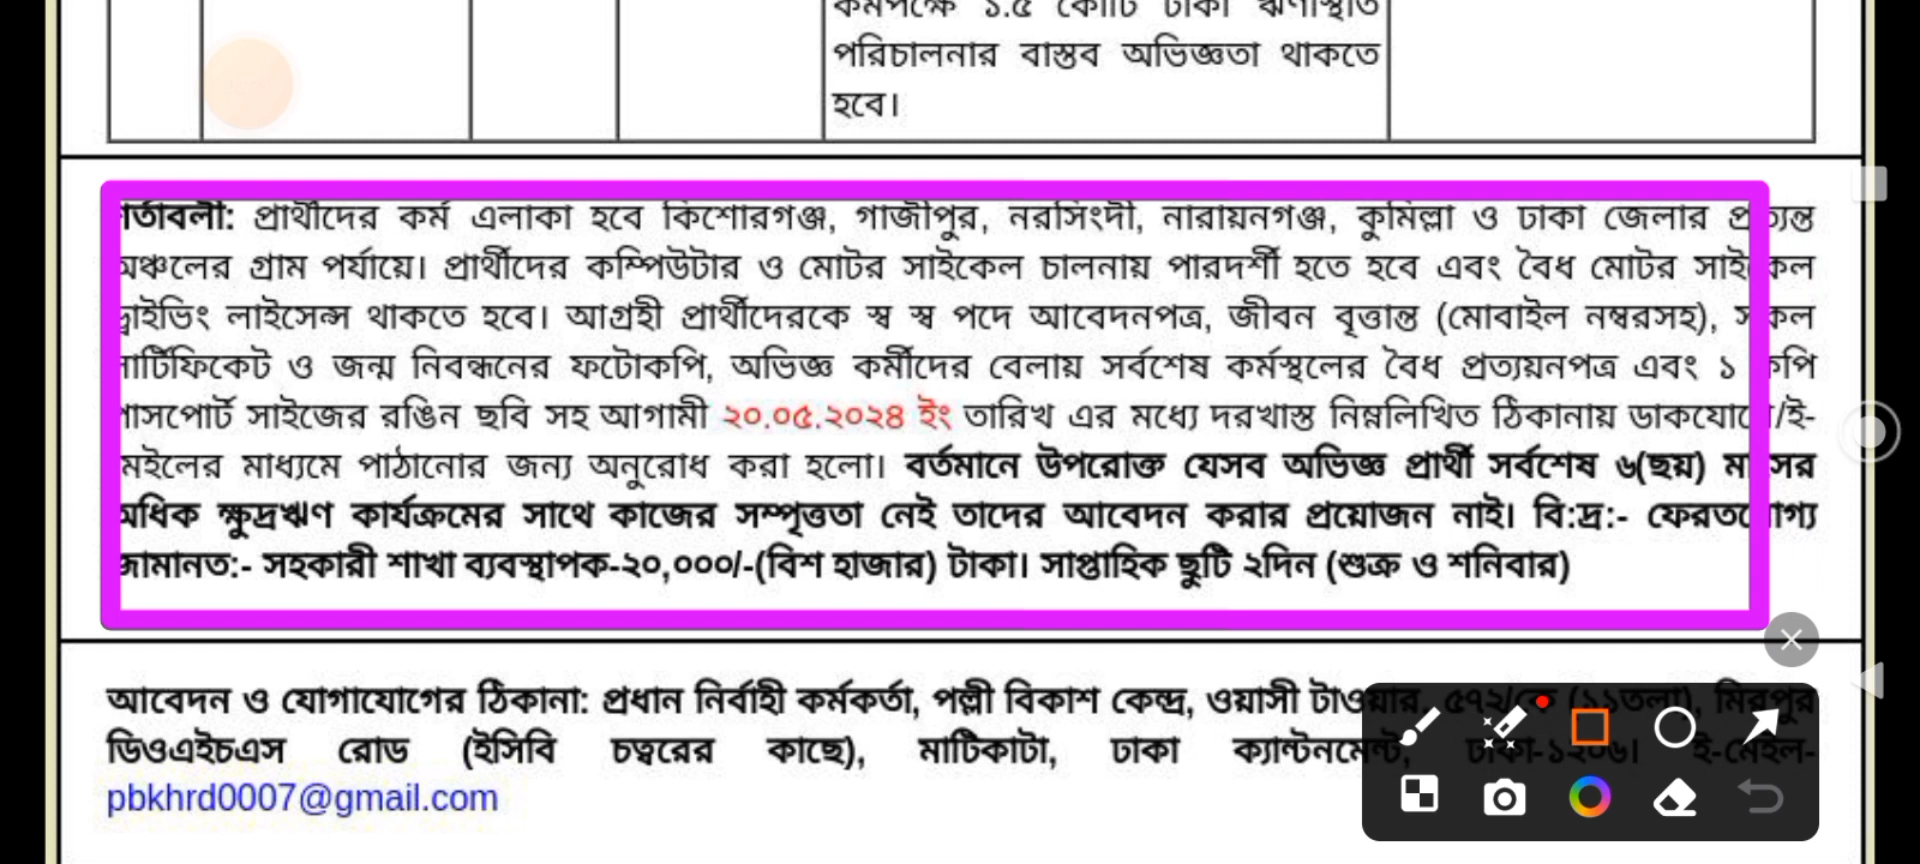 কমপক্ষে ১.৫ কোটি টাকা ঋণস্থিতি
পরিচালনার বাস্তব অভিজ্ঞতা থাকতে
হবে।
শর্তাবলী: প্রার্থীদের কর্ম এলাকা হবে কিশোরগঞ্জ, গাজীপুর, নরসিংদী, নারায়নগঞ্জ, কুমিল্লা ও ঢাকা জেলার প্রত্যন্ত
অঞ্চলের গ্রাম পর্যায়ে। প্রার্থীদের কম্পিউটার ও মোটর সাইকেল চালনায় পারদর্শী হতে হবে এবং বৈধ মোটর সাইকেল
ড্রাইভিং লাইসেন্স থাকতে হবে। আগ্রহী প্রার্থীদেরকে স্ব স্ব পদে আবেদনপত্র, জীবন বৃত্তান্ত (মোবাইল নম্বরসহ), সকল
সার্টিফিকেট ও জন্ম নিবন্ধনের ফটোকপি, অভিজ্ঞ কর্মীদের বেলায় সর্বশেষ কর্মস্থলের বৈধ প্রত্যয়নপত্র এবং ১ কপি
পাসপোর্ট সাইজের রঙিন ছবি সহ আগামী ২০.০৫.২০২৪ ইং তারিখ এর মধ্যে দরখাস্ত নিম্নলিখিত ঠিকানায় ডাকযোগে/ই-
মেইলের মাধ্যমে পাঠানোর জন্য অনুরোধ করা হলো। বর্তমানে উপরোক্ত যেসব অভিজ্ঞ প্রার্থী সর্বশেষ ৬(ছয়) মাসের
অধিক ক্ষুদ্রঋণ কার্যক্রমের সাথে কাজের সম্পৃত্ততা নেই তাদের আবেদন করার প্রয়োজন নাই। বি:দ্র:- ফেরতযোগ্য
জামানত:- সহকারী শাখা ব্যবস্থাপক-২০,০০০/-(বিশ হাজার) টাকা। সাপ্তাহিক ছুটি ২দিন (শুক্র ও শনিবার)
আবেদন ও যোগাযোগের ঠিকানা: প্রধান নির্বাহী কর্মকর্তা, পল্লী বিকাশ কেন্দ্র, ওয়াসী টাওয়ার, ৫৭২/কে (১১তলা), মিরপুর
ডিওএইচএস রোড (ইসিবি চত্বরের কাছে), মাটিকাটা, ঢাকা ক্যান্টনমেন্ট, ঢাকা-১২০৬। ই-মেইল-
pbkhrd0007@gmail.com